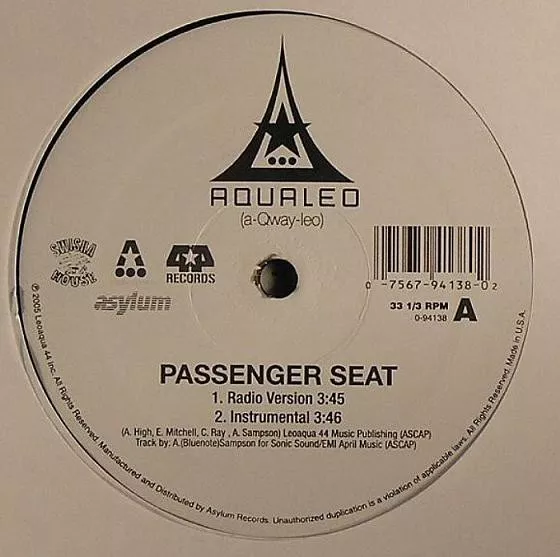 AQUALEO
(a-Qway-leo)
SWISHA HOUSE
44 RECORDS
asylum
0 -7567-94138- 0 2
33 1/3 RPM
0-94138
A
PASSENGER SEAT
1. Radio Version 3:45
2. Instrumental 3:46
(A. High, E. Mitchell, C. Ray , A. Sampson) Leoaqua 44 Music Publishing (ASCAP)
Track by: A.(Bluenote)Sampson for Sonic Sound/EMI April Music (ASCAP)
℗ 2005 Leoaqua 44 Inc. All Rights Reserved. Manufactured and Distributed by Asylum Records. Unauthorized duplication is a violation of applicable laws. All Rights Reserved. Made in U.S.A.